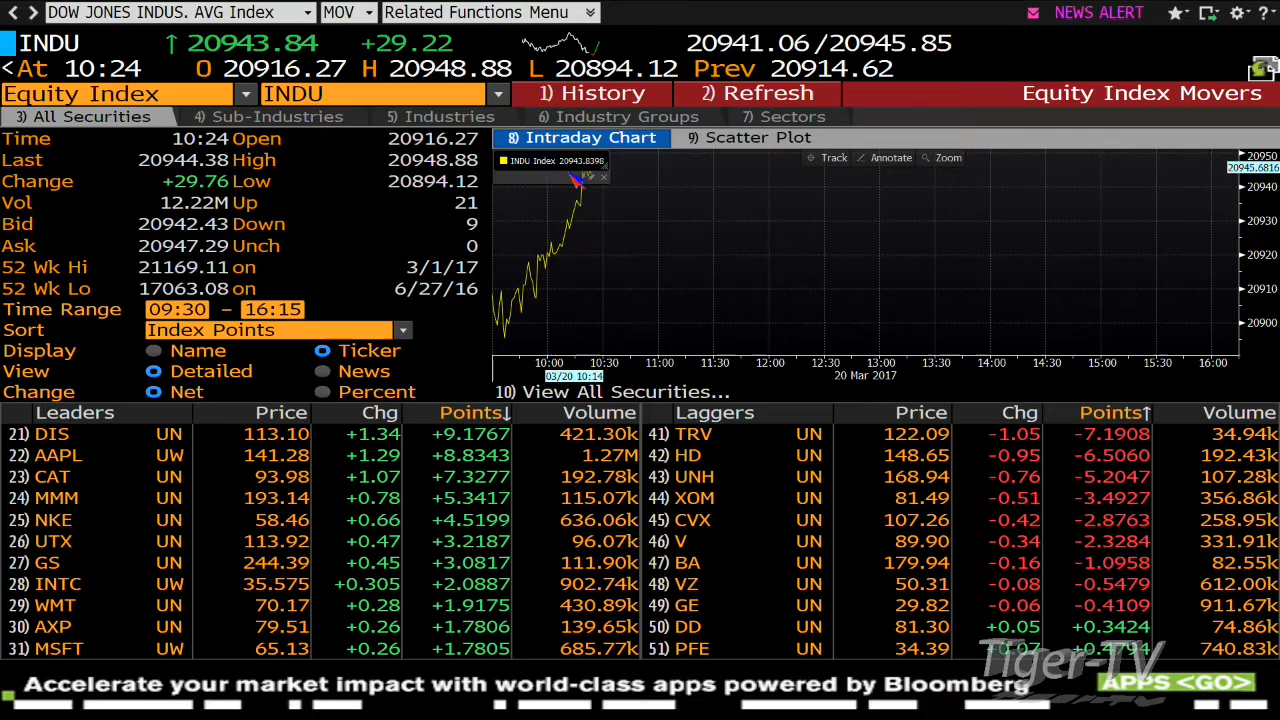 DOW JONES INDUS. AVG Index MOV Related Functions Menu NEWS ALERT ?
INDU ↑ 20943.84 +29.22 20941.06/20945.85
At 10:24 O 20916.27 H 20948.88 L 20894.12 Prev 20914.62
Equity Index INDU 1) History 2) Refresh Equity Index Movers
3) All Securities 4) Sub-Industries 5) Industries 6) Industry Groups 7) Sectors
Time 10:24 Open 20916.27
Last 20944.38 High 20948.88
Change +29.76 Low 20894.12
Vol 12.22M Up 21
Bid 20942.43 Down 9
Ask 20947.29 Unch 0
52 Wk Hi 21169.11 on 3/1/17
52 Wk Lo 17063.08 on 6/27/16
Time Range 09:30 – 16:15
Sort Index Points
Display Name Ticker
View Detailed News
Change Net Percent
8) Intraday Chart 9) Scatter Plot
INDU Index 20943.8398 Track Annotate Zoom
20950
20945.6816
20940
20930
20920
20910
20900
10:00 10:30 11:00 11:30 12:00 12:30 13:00 13:30 14:00 14:30 15:00 15:30 16:00
03/20 10:14 20 Mar 2017
10) View All Securities...
Leaders Price Chg Points↓ Volume Laggers Price Chg Points↑ Volume
21) DIS UN 113.10 +1.34 +9.1767 421.30k 41) TRV UN 122.09 -1.05 -7.1908 34.94k
22) AAPL UW 141.28 +1.29 +8.8343 1.27M 42) HD UN 148.65 -0.95 -6.5060 192.43k
23) CAT UN 93.98 +1.07 +7.3277 192.78k 43) UNH UN 168.94 -0.76 -5.2047 107.28k
24) MMM UN 193.14 +0.78 +5.3417 115.07k 44) XOM UN 81.49 -0.51 -3.4927 356.86k
25) NKE UN 58.46 +0.66 +4.5199 636.06k 45) CVX UN 107.26 -0.42 -2.8763 258.95k
26) UTX UN 113.92 +0.47 +3.2187 96.07k 46) V UN 89.90 -0.34 -2.3284 331.91k
27) GS UN 244.39 +0.45 +3.0817 111.90k 47) BA UN 179.94 -0.16 -1.0958 82.55k
28) INTC UW 35.575 +0.305 +2.0887 902.74k 48) VZ UN 50.31 -0.08 -0.5479 612.00k
29) WMT UN 70.17 +0.28 +1.9175 430.89k 49) GE UN 29.82 -0.06 -0.4109 911.67k
30) AXP UN 79.51 +0.26 +1.7806 139.65k 50) DD UN 81.30 +0.05 +0.3424 74.86k
31) MSFT UW 65.13 +0.26 +1.7805 685.77k 51) PFE UN 34.39 +0.07 +0.4794 740.83k
Tiger-TV
Accelerate your market impact with world-class apps powered by Bloomberg APPS <GO>